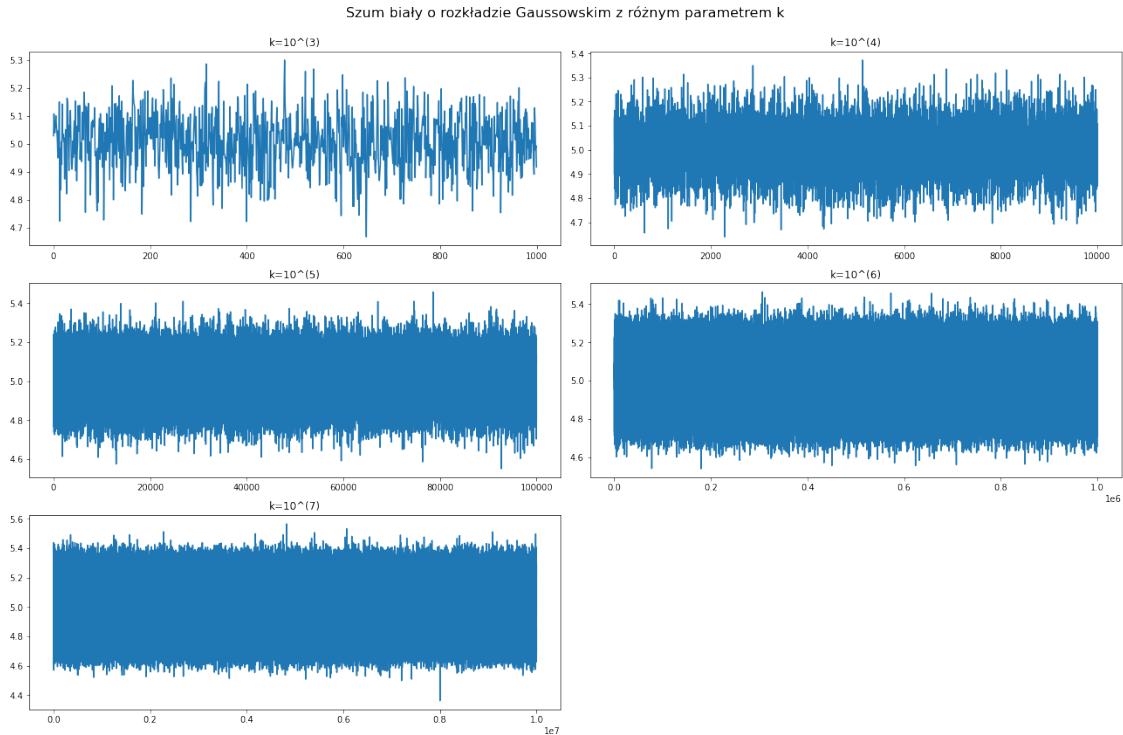 Szum biały o rozkładzie Gaussowskim z różnym parametrem k
k=10^(3)
5.3
5.2
5.1
5.0
4.9
4.8
4.7
0 200 400 600 800 1000
k=10^(4)
5.4
5.3
5.2
5.1
5.0
4.9
4.8
4.7
0 2000 4000 6000 8000 10000
k=10^(5)
5.4
5.2
5.0
4.8
4.6
0 20000 40000 60000 80000 100000
k=10^(6)
5.4
5.2
5.0
4.8
4.6
0.0 0.2 0.4 0.6 0.8 1.0
1e6
k=10^(7)
5.6
5.4
5.2
5.0
4.8
4.6
4.4
0.0 0.2 0.4 0.6 0.8 1.0
1e7